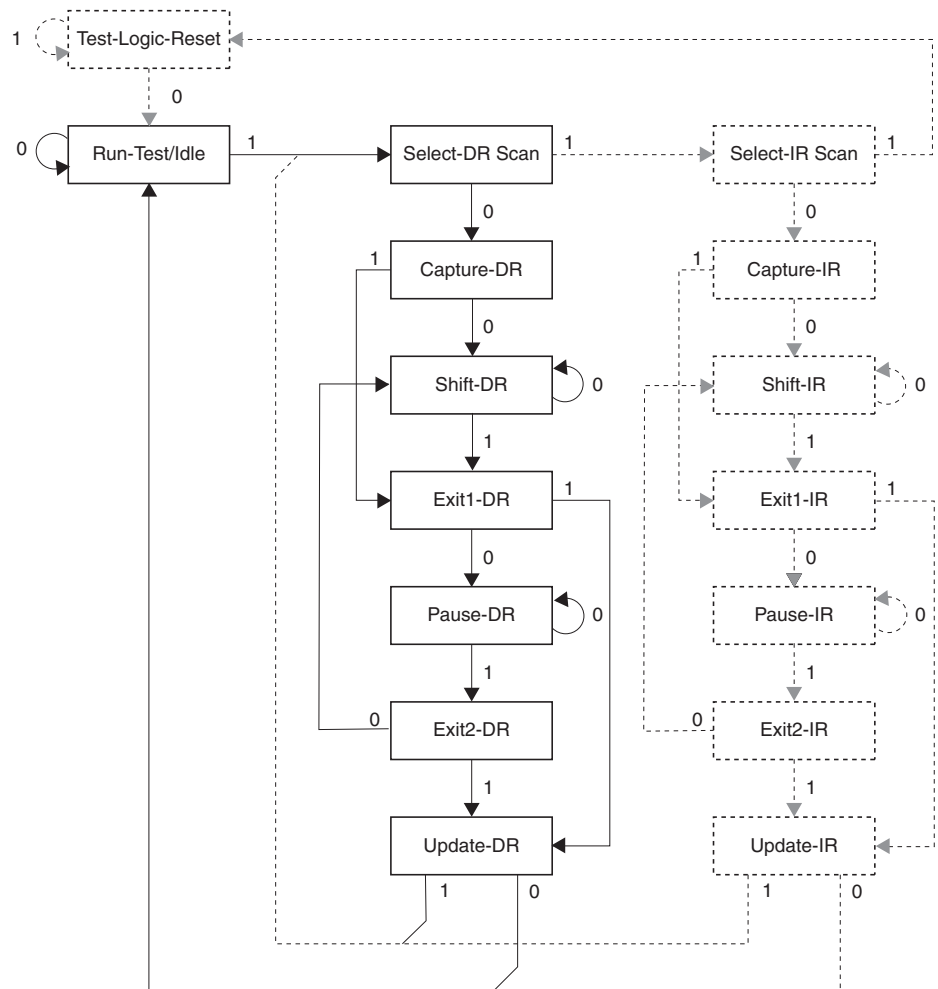 1
Test-Logic-Reset
0
0
Run-Test/Idle
1
Select-DR Scan
1
Select-IR Scan
1
0
0
1
Capture-DR
1
Capture-IR
0
0
Shift-DR
0
Shift-IR
0
1
1
Exit1-DR
1
Exit1-IR
1
0
0
Pause-DR
0
Pause-IR
0
1
1
0
Exit2-DR
0
Exit2-IR
1
1
Update-DR
Update-IR
1
0
1
0